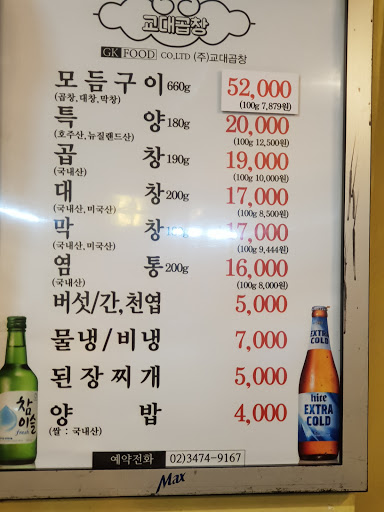 교대곱창
GK FOOD CO,LTD (주)교대곱창
모듬구이 660g 52,000
(곱창,대창,막창) (100g 7,879원)
특양 180g 20,000
(호주산,뉴질랜드산) (100g 12,500원)
곱창 190g 19,000
(국내산) (100g 10,000원)
대창 200g 17,000
(국내산,미국산) (100g 8,500원)
막창 17,000
(국내산,미국산) (100g 9,444원)
염통 200g 16,000
(국내산) (100g 8,000원)
버섯/간,천엽 5,000
물냉/비냉 7,000
된장찌개 5,000
양밥 4,000
(쌀 : 국내산)
예약전화 02)3474-9167
Max
참이슬
fresh
EXTRA
COLD
hite
EXTRA
COLD